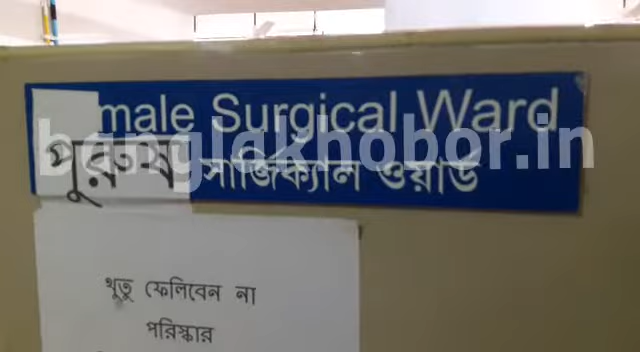 male Surgical Ward
পুরুষ সার্জিক্যাল ওয়ার্ড
banglakhobor.in
থুতু ফেলিবেন না
পরিস্কার